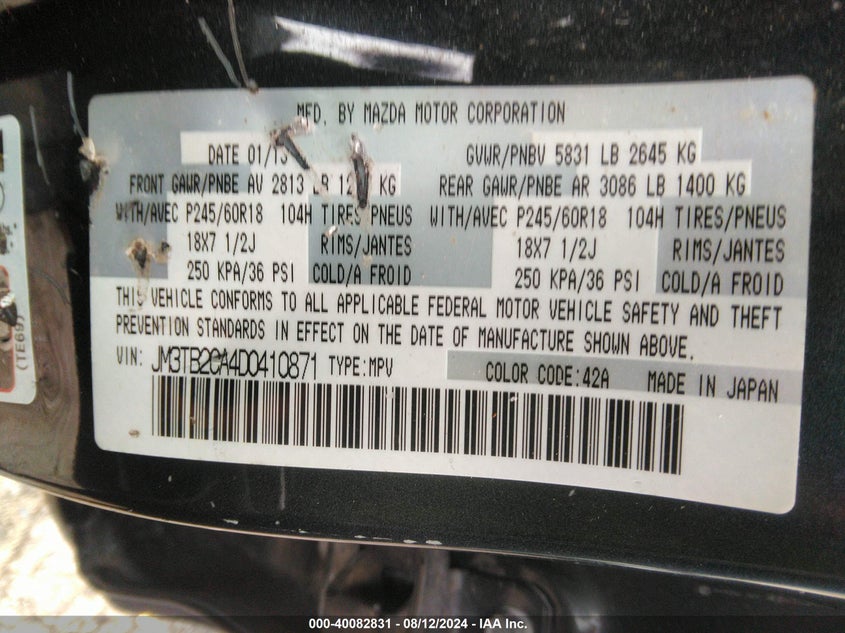 MFD. BY MAZDA MOTOR CORPORATION
DATE 01/13 GVWR/PNBV 5831 LB 2645 KG
FRONT GAWR/PNBE AV 2813 LB KG REAR GAWR/PNBE AR 3086 LB 1400 KG
WITH/AVEC P245/60R18 104H TIRES/PNEUS WITH/AVEC P245/60R18 104H TIRES/PNEUS
18X7 1/2J RIMS/JANTES 18X7 1/2J RIMS/JANTES
250 KPA/36 PSI COLD/A FROID 250 KPA/36 PSI COLD/A FROID
THIS VEHICLE CONFORMS TO ALL APPLICABLE FEDERAL MOTOR VEHICLE SAFETY AND THEFT
PREVENTION STANDARDS IN EFFECT ON THE DATE OF MANUFACTURE SHOWN ABOVE.
VIN: JM3TB2CA4D0410871 TYPE:MPV COLOR CODE:42A MADE IN JAPAN
(TE69)
000-40082831 - 08/12/2024 - IAA Inc.